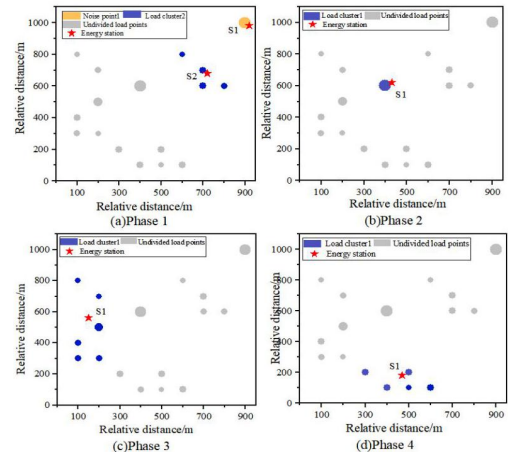 Noise point1 Load cluster2
Undivided load points
Energy station
S1
S2
Relative distance/m
1000
800
600
400
200
0
100 300 500 700 900
Relative distance/m
(a)Phase 1
Load cluster1 Undivided load points
Energy station
S1
Relative distance/m
1000
800
600
400
200
0
100 300 500 700 900
Relative distance/m
(b)Phase 2
Load cluster1 Undivided load points
Energy station
S1
Relative distance/m
1000
800
600
400
200
0
100 300 500 700 900
Relative distance/m
(c)Phase 3
Load cluster1 Undivided load points
Energy station
S1
Relative distance/m
1000
800
600
400
200
0
100 300 500 700 900
Relative distance/m
(d)Phase 4